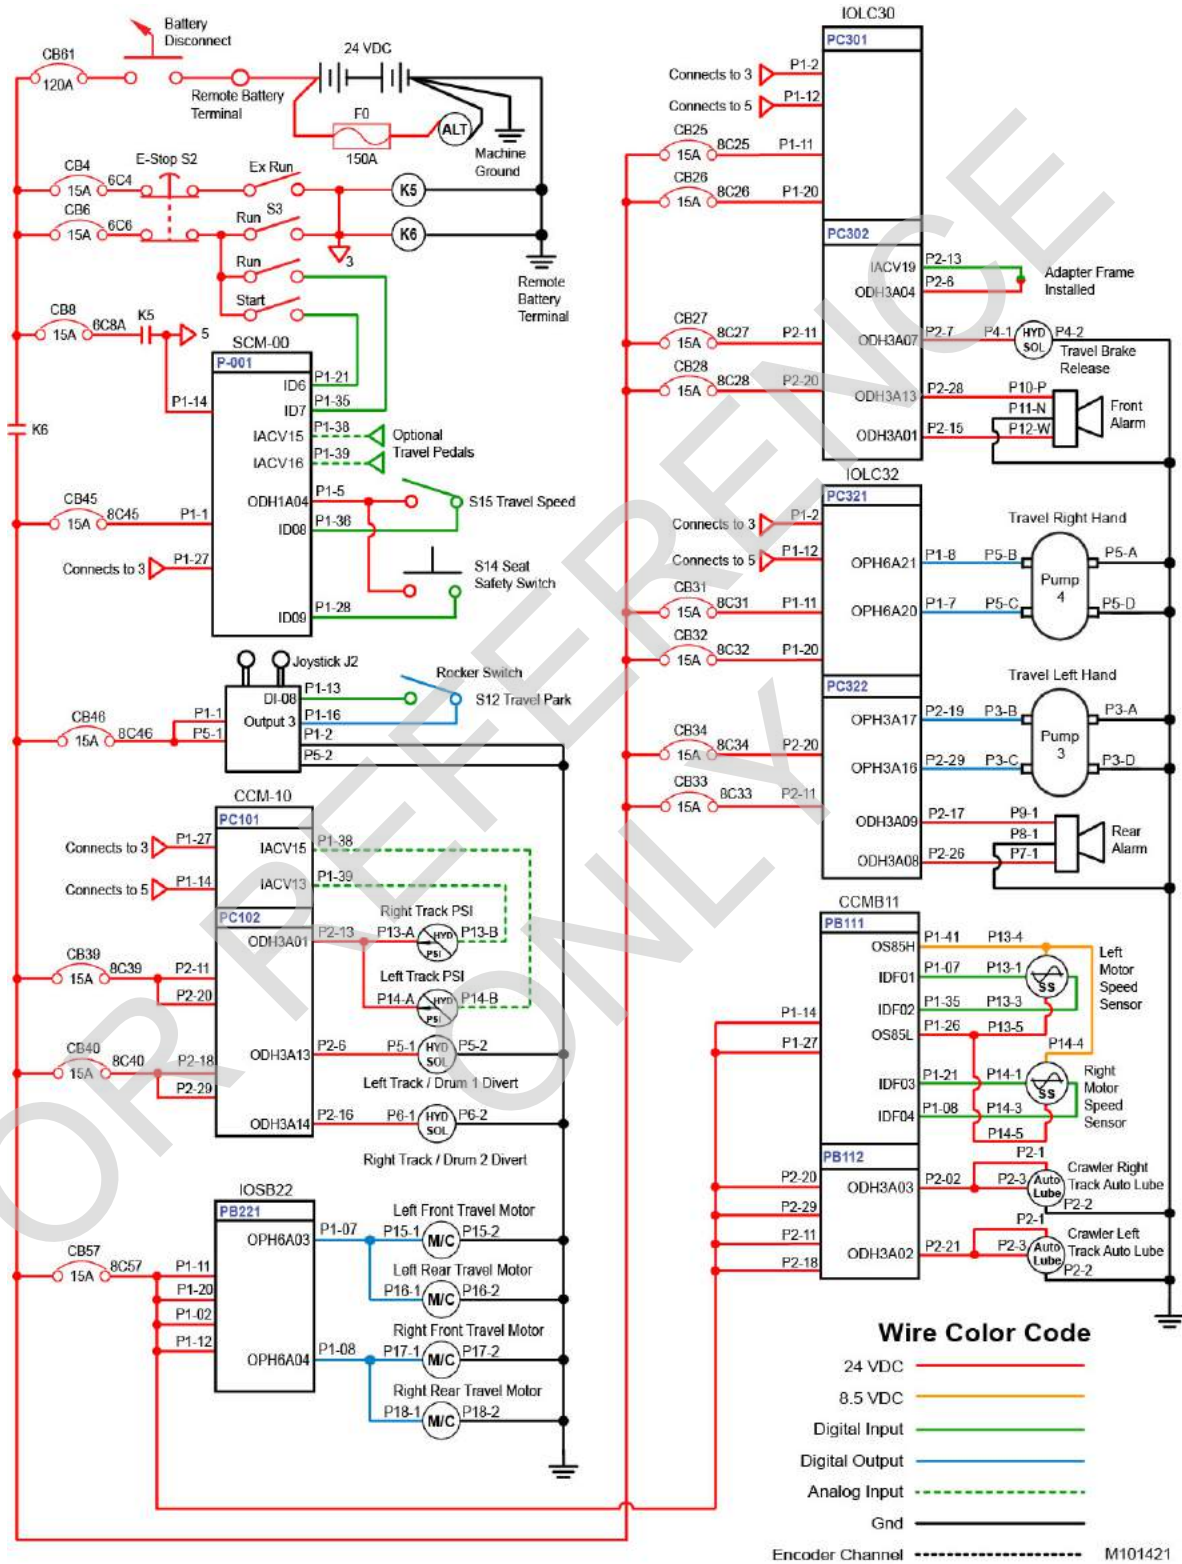 Battery
Disconnect
CB61
120A
Remote Battery
Terminal
24 VDC
F0
150A
ALT
Machine
Ground
CB4
15A
6C4
E-Stop S2
Ex Run
K5
CB6
15A
6C6
Run
S3
K6
3
Run
Start
Remote
Battery
Terminal
CB8
15A
6C8A
K5
5
K6
SCM-00
P-001
P1-14
ID6
P1-21
ID7
P1-35
IACV15
P1-38
IACV16
P1-39
Optional
Travel Pedals
CB45
15A
8C45
P1-1
ODH1A04
P1-5
S15 Travel Speed
ID08
P1-36
Connects to 3
P1-27
S14 Seat
Safety Switch
ID09
P1-28
Joystick J2
Rocker Switch
DI-08
P1-13
S12 Travel Park
Output 3
P1-16
P1-2
P5-2
CB46
15A
8C46
P1-1
P5-1
CCM-10
PC101
Connects to 3
P1-27
IACV15
P1-38
Connects to 5
P1-14
IACV13
P1-39
PC102
Right Track PSI
ODH3A01
P2-13
P13-A
HYD
PSI
P13-B
Left Track PSI
P14-A
HYD
PSI
P14-B
CB39
15A
8C39
P2-11
P2-20
CB40
15A
8C40
P2-18
P2-29
ODH3A13
P2-6
P5-1
HYD
SOL
P5-2
Left Track / Drum 1 Divert
ODH3A14
P2-16
P6-1
HYD
SOL
P6-2
Right Track / Drum 2 Divert
IOSB22
PB221
CB57
15A
8C57
P1-11
P1-20
P1-02
P1-12
OPH6A03
P1-07
Left Front Travel Motor
P15-1
M/C
P15-2
Left Rear Travel Motor
P16-1
M/C
P16-2
OPH6A04
P1-08
Right Front Travel Motor
P17-1
M/C
P17-2
Right Rear Travel Motor
P18-1
M/C
P18-2
IOLC30
PC301
Connects to 3
P1-2
Connects to 5
P1-12
CB25
15A
8C25
P1-11
CB26
15A
8C26
P1-20
PC302
IACV19
P2-13
ODH3A04
P2-6
Adapter Frame
Installed
CB27
15A
8C27
P2-11
ODH3A07
P2-7
P4-1
HYD
SOL
P4-2
Travel Brake
Release
CB28
15A
8C28
P2-20
ODH3A13
P2-28
P10-P
P11-N
P12-W
ODH3A01
P2-15
Front
Alarm
IOLC32
PC321
Connects to 3
P1-2
Connects to 5
P1-12
Travel Right Hand
OPH6A21
P1-8
P5-B
P5-A
Pump
4
OPH6A20
P1-7
P5-C
P5-D
CB31
15A
8C31
P1-11
CB32
15A
8C32
P1-20
PC322
Travel Left Hand
OPH3A17
P2-19
P3-B
P3-A
Pump
3
OPH3A16
P2-29
P3-C
P3-D
CB34
15A
8C34
P2-20
CB33
15A
8C33
P2-11
ODH3A09
P2-17
P9-1
P8-1
P7-1
ODH3A08
P2-26
Rear
Alarm
CCMB11
PB111
OS85H
P1-41
P13-4
IDF01
P1-07
P13-1
SS
IDF02
P1-35
P13-3
OS85L
P1-26
P13-5
Left
Motor
Speed
Sensor
P1-14
P1-27
P14-4
IDF03
P1-21
P14-1
SS
IDF04
P1-08
P14-3
P14-5
Right
Motor
Speed
Sensor
PB112
P2-20
P2-29
P2-11
P2-18
ODH3A03
P2-02
P2-1
P2-3
Auto
Lube
P2-2
Crawler Right
Track Auto Lube
ODH3A02
P2-21
P2-1
P2-3
Auto
Lube
P2-2
Crawler Left
Track Auto Lube
Wire Color Code
24 VDC
8.5 VDC
Digital Input
Digital Output
Analog Input
Gnd
Encoder Channel
M101421
OR REFERENCE
ONLY